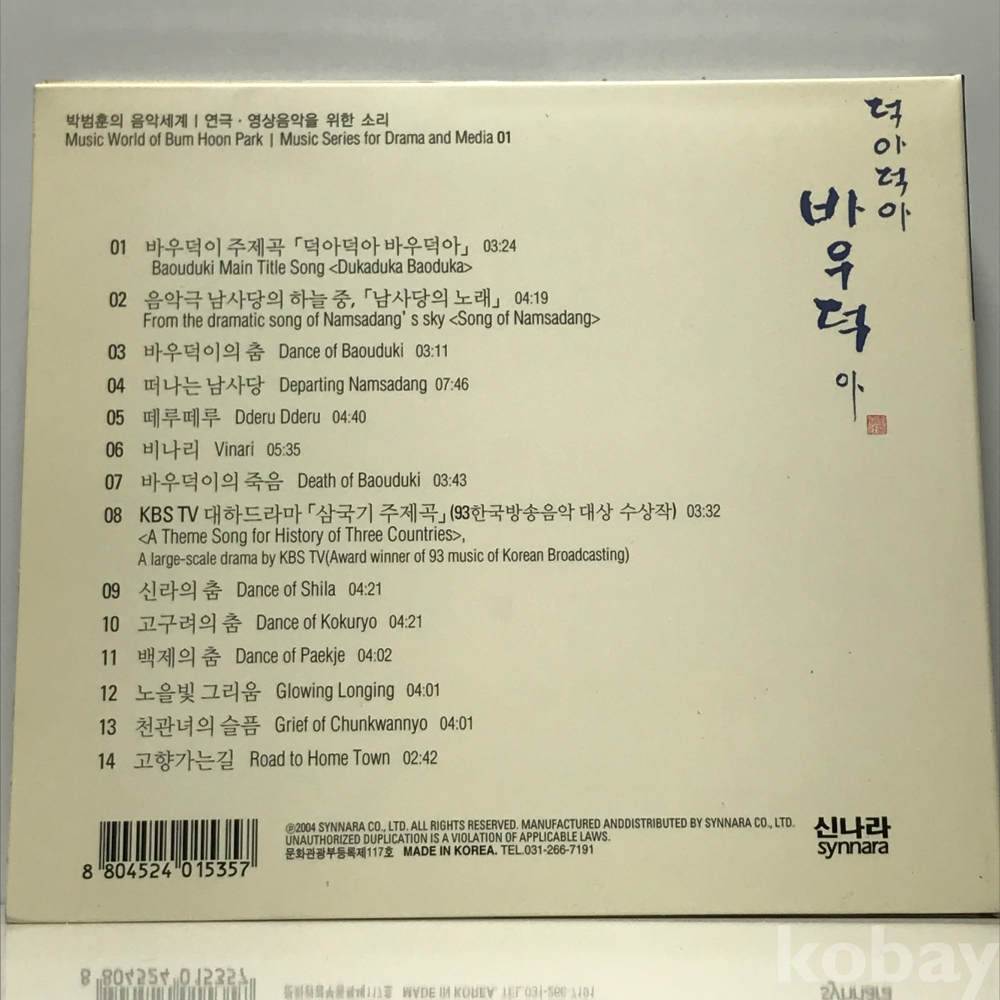 박범훈의 음악세계 | 연극 · 영상음악을 위한 소리
Music World of Bum Hoon Park | Music Series for Drama and Media 01
덕아덕아
바우덕
아
01 바우덕이 주제곡 「덕아덕아 바우덕아」 03:24
Baouduki Main Title Song <Dukaduka Baoduka>
02 음악극 남사당의 하늘 중, 「남사당의 노래」 04:19
From the dramatic song of Namsadang's sky <Song of Namsadang>
03 바우덕이의 춤 Dance of Baouduki 03:11
04 떠나는 남사당 Departing Namsadang 07:46
05 떼루떼루 Dderu Dderu 04:40
06 비나리 Vinari 05:35
07 바우덕이의 죽음 Death of Baouduki 03:43
08 KBS TV 대하드라마 「삼국기 주제곡」 (93한국방송음악 대상 수상작) 03:32
<A Theme Song for History of Three Countries>,
A large-scale drama by KBS TV(Award winner of 93 music of Korean Broadcasting)
09 신라의 춤 Dance of Shila 04:21
10 고구려의 춤 Dance of Kokuryo 04:21
11 백제의 춤 Dance of Paekje 04:02
12 노을빛 그리움 Glowing Longing 04:01
13 천관녀의 슬픔 Grief of Chunkwannyo 04:01
14 고향가는길 Road to Home Town 02:42
8 804524 015357
℗2004 SYNNARA CO., LTD. ALL RIGHTS RESERVED. MANUFACTURED ANDDISTRIBUTED BY SYNNARA CO., LTD.
UNAUTHORIZED DUPLICATION IS A VIOLATION OF APPLICABLE LAWS.
문화관광부등록제117호 MADE IN KOREA. TEL.031-266-7191
신나라
synnara
kobay
8 804524 015357